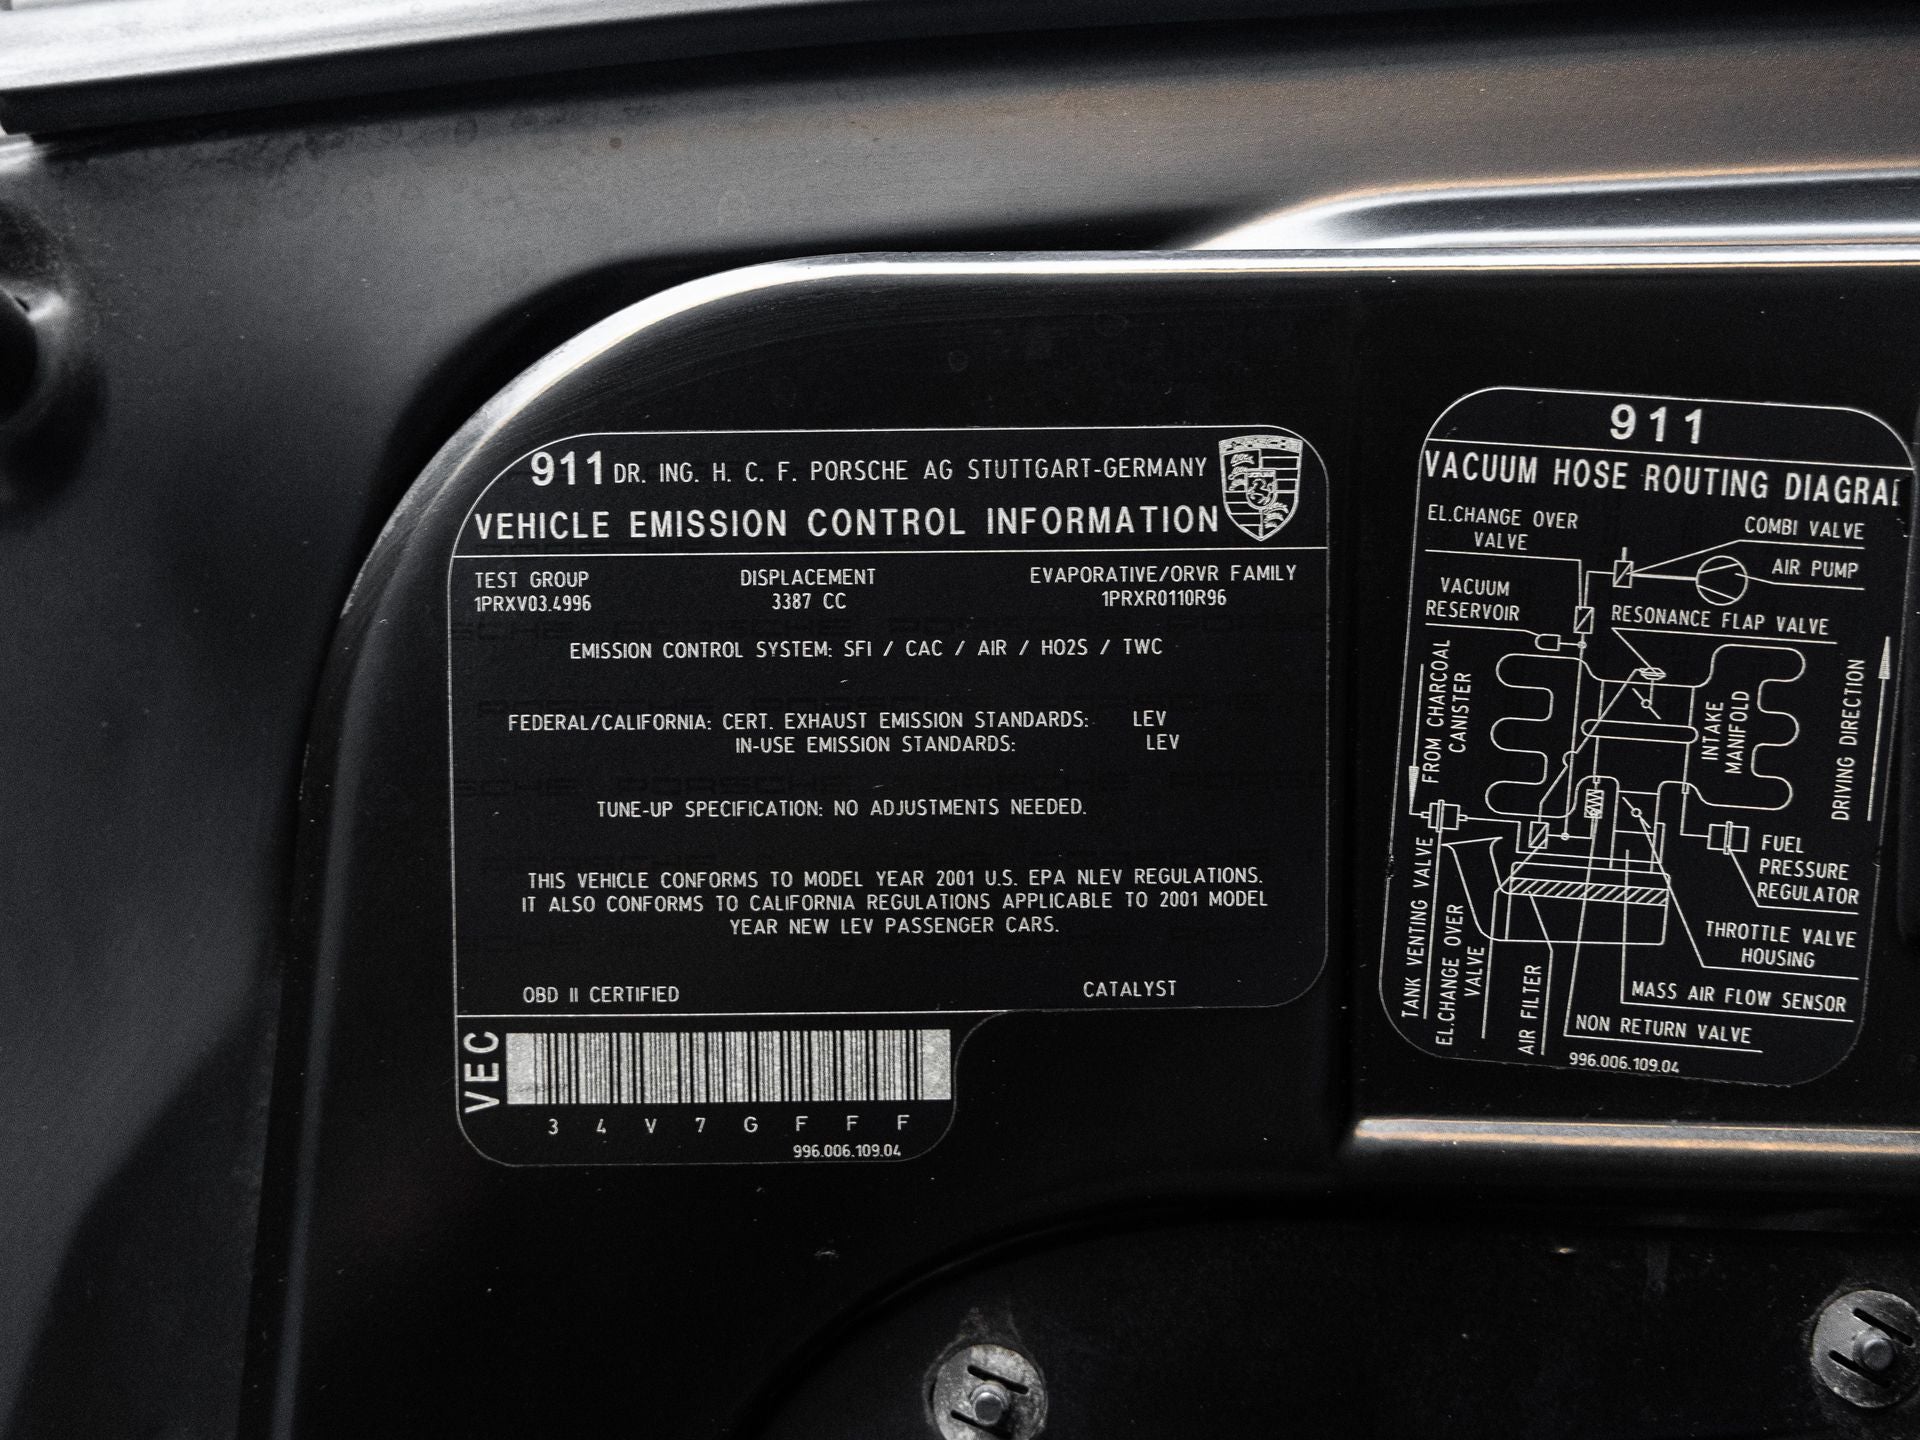 911 DR. ING. H. C. F. PORSCHE AG STUTTGART-GERMANY
VEHICLE EMISSION CONTROL INFORMATION
TEST GROUP DISPLACEMENT EVAPORATIVE/ORVR FAMILY
1PRXV03.4996 3387 CC 1PRXR0110R96
EMISSION CONTROL SYSTEM: SFI / CAC / AIR / HO2S / TWC
FEDERAL/CALIFORNIA: CERT. EXHAUST EMISSION STANDARDS: LEV
IN-USE EMISSION STANDARDS: LEV
TUNE-UP SPECIFICATION: NO ADJUSTMENTS NEEDED.
THIS VEHICLE CONFORMS TO MODEL YEAR 2001 U.S. EPA NLEV REGULATIONS.
IT ALSO CONFORMS TO CALIFORNIA REGULATIONS APPLICABLE TO 2001 MODEL
YEAR NEW LEV PASSENGER CARS.
OBD II CERTIFIED CATALYST
VEC
3 4 V 7 G F F F
996.006.109.04
911
VACUUM HOSE ROUTING
EL.CHANGE OVER
VALVE
COMBI VALVE
AIR PUMP
VACUUM
RESERVOIR
RESONANCE FLAP VALVE
FROM CHARCOAL
CANISTER
INTAKE
MANIFOLD
DRIVING DIRECTION
FUEL
PRESSURE
REGULATOR
TANK VENTING VALVE
EL.CHANGE OVER
VALVE
AIR FILTER
THROTTLE VALVE
HOUSING
MASS AIR FLOW SENSOR
NON RETURN VALVE
996.006.109.04